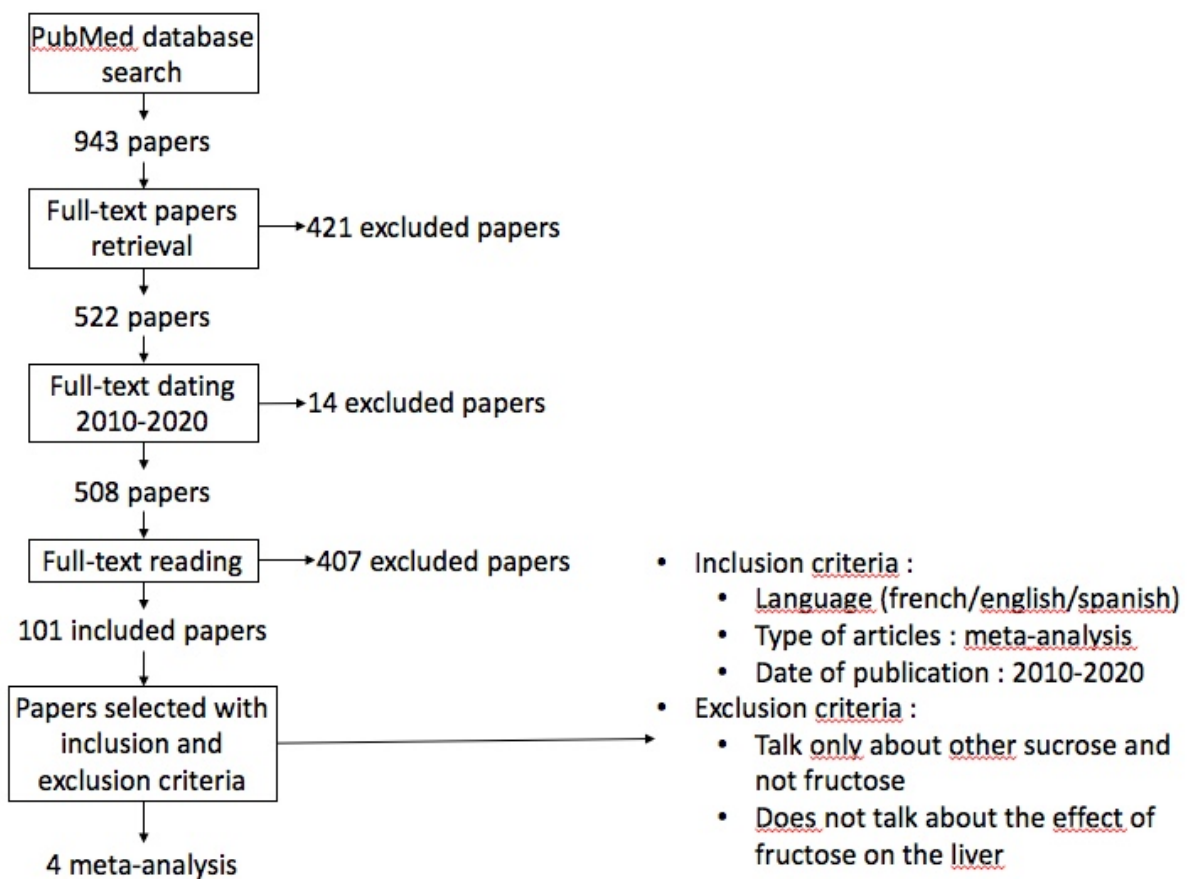 PubMed database
search
943 papers
Full-text papers
retrieval
421 excluded papers
522 papers
Full-text dating
2010-2020
14 excluded papers
508 papers
Full-text reading
407 excluded papers
101 included papers
Papers selected with
inclusion and
exclusion criteria
• Inclusion criteria :
• Language (french/english/spanish)
• Type of articles : meta-analysis
• Date of publication : 2010-2020
• Exclusion criteria :
• Talk only about other sucrose and
not fructose
• Does not talk about the effect of
fructose on the liver
4 meta-analysis